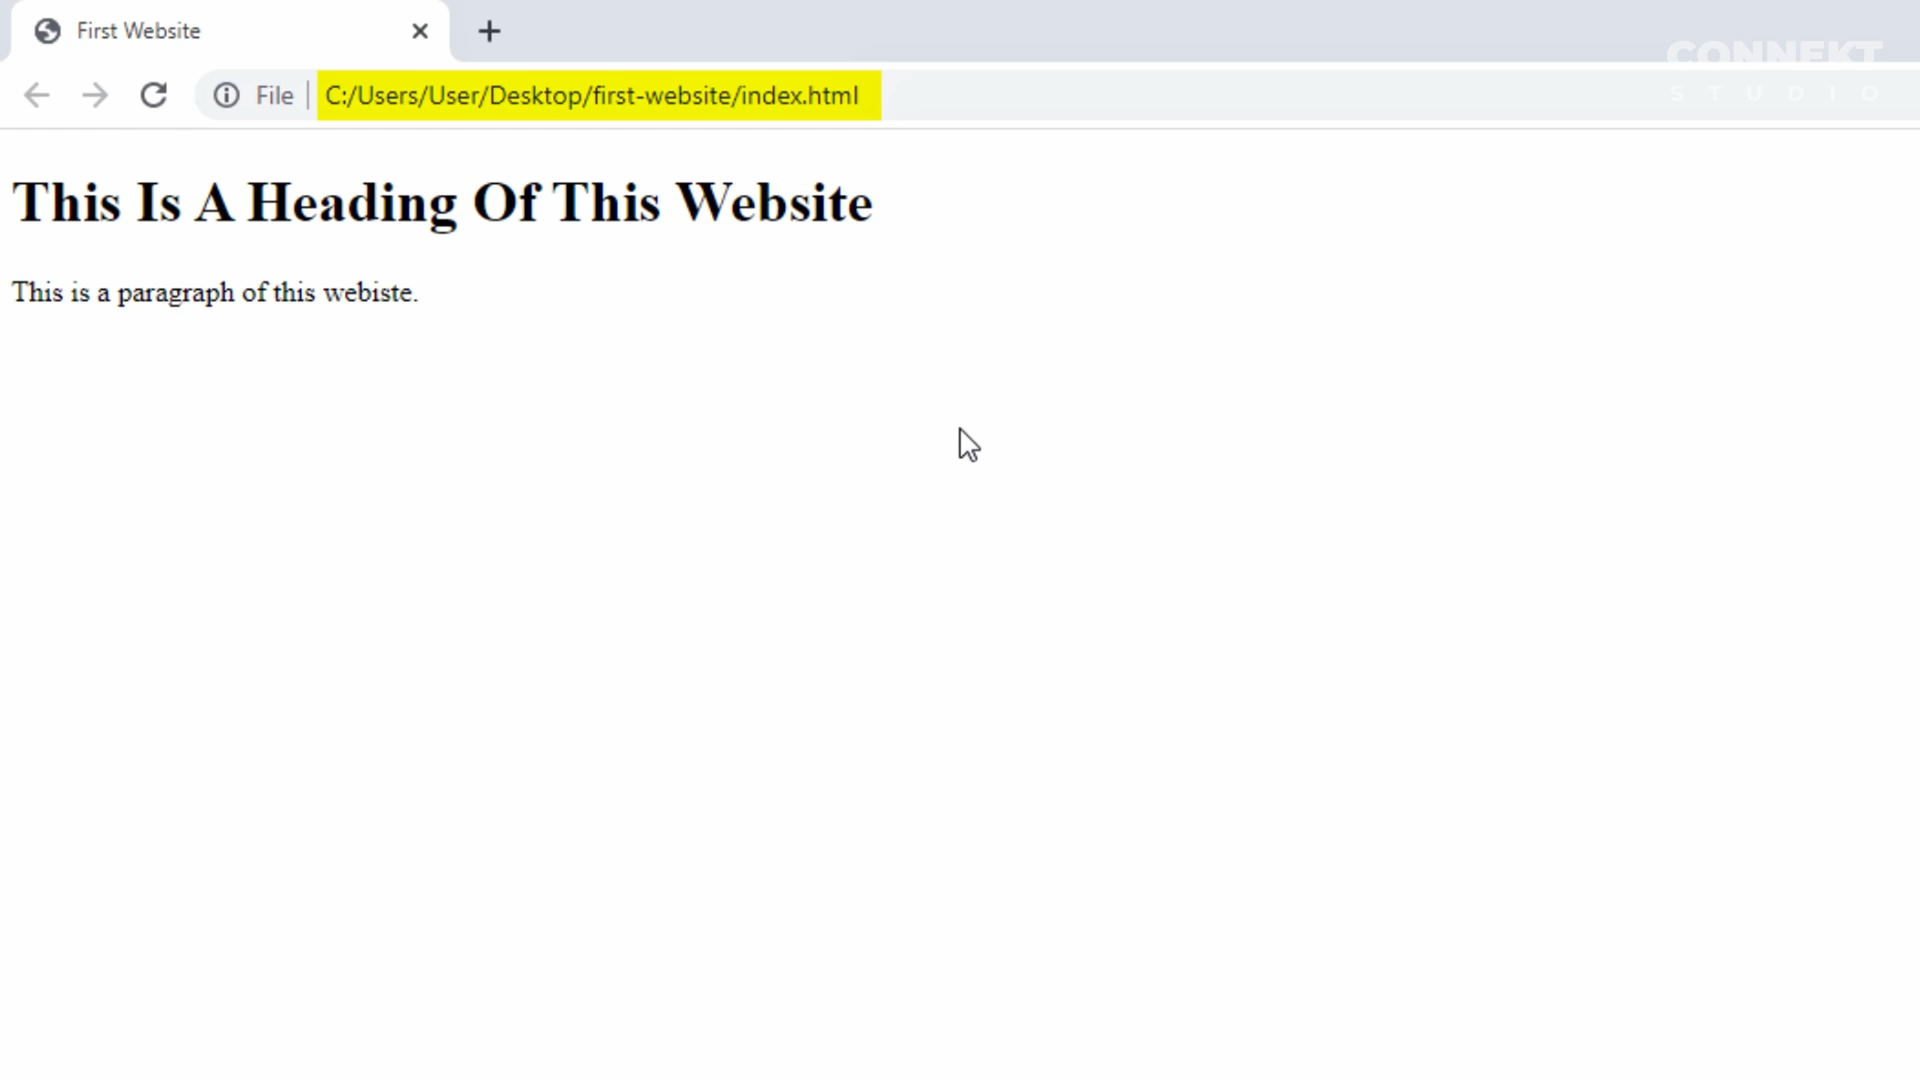 First Website
CONNEKT
STUDIO
File
C:/Users/User/Desktop/first-website/index.html
This Is A Heading Of This Website
This is a paragraph of this webiste.